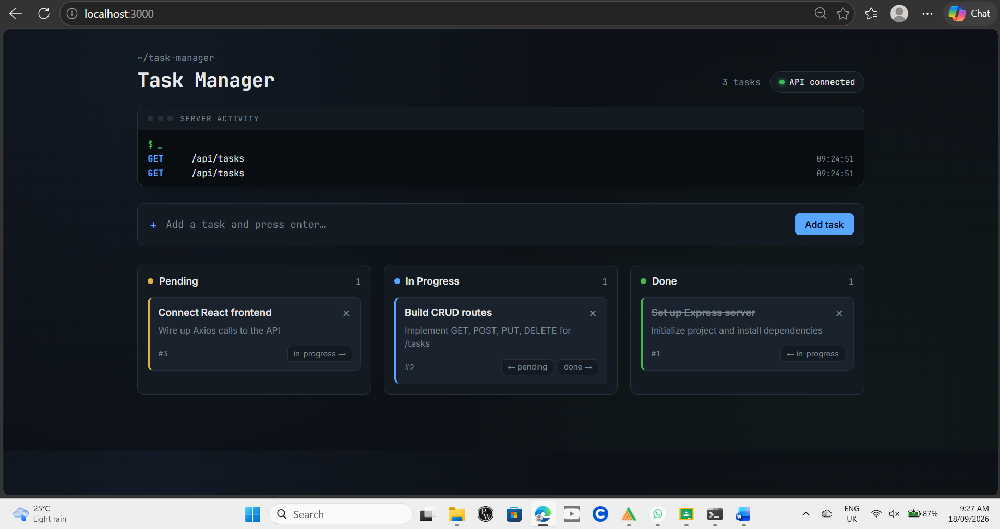 localhost:3000
Chat
~/task-manager
Task Manager
3 tasks
API connected
SERVER ACTIVITY
$ _
GET /api/tasks 09:24:51
GET /api/tasks 09:24:51
+ Add a task and press enter…
Add task
Pending 1
Connect React frontend ✕
Wire up Axios calls to the API
#3 in-progress →
In Progress 1
Build CRUD routes ✕
Implement GET, POST, PUT, DELETE for
/tasks
#2 ← pending done →
Done 1
Set up Express server ✕
Initialize project and install dependencies
#1 ← in-progress
25°C
Light rain
Search
PW
C
W
ENG
UK
87%
9:27 AM
18/09/2026